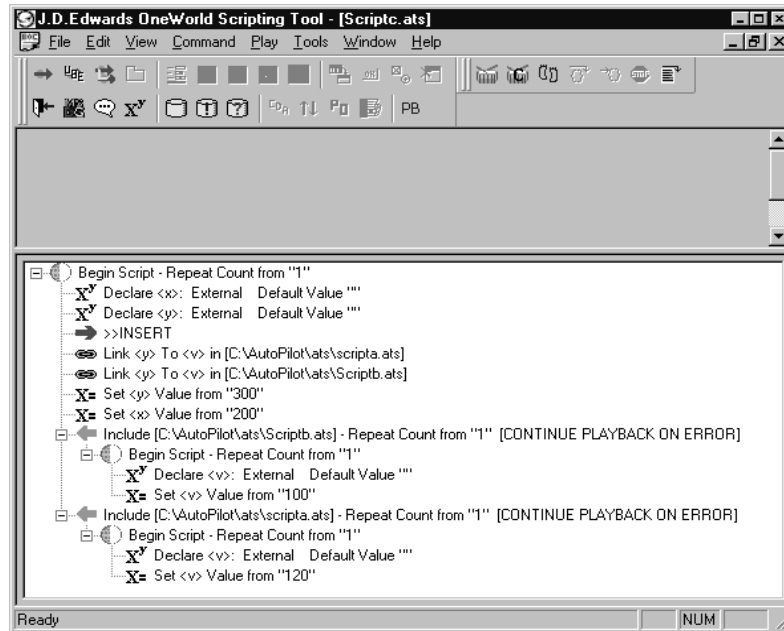 J.D.Edwards OneWorld Scripting Tool - [Scriptc.ats]
File Edit View Command Play Tools Window Help
PB
Begin Script - Repeat Count from "1"
Xy Declare <x>: External Default Value ""
Xy Declare <y>: External Default Value ""
>>INSERT
Link <y> To <v> in [C:\AutoPilot\ats\scripta.ats]
Link <y> To <v> in [C:\AutoPilot\ats\Scriptb.ats]
X= Set <y> Value from "300"
X= Set <x> Value from "200"
Include [C:\AutoPilot\ats\Scriptb.ats] - Repeat Count from "1" [CONTINUE PLAYBACK ON ERROR]
Begin Script - Repeat Count from "1"
Xy Declare <v>: External Default Value ""
X= Set <v> Value from "100"
Include [C:\AutoPilot\ats\scripta.ats] - Repeat Count from "1" [CONTINUE PLAYBACK ON ERROR]
Begin Script - Repeat Count from "1"
Xy Declare <v>: External Default Value ""
X= Set <v> Value from "120"
Ready NUM